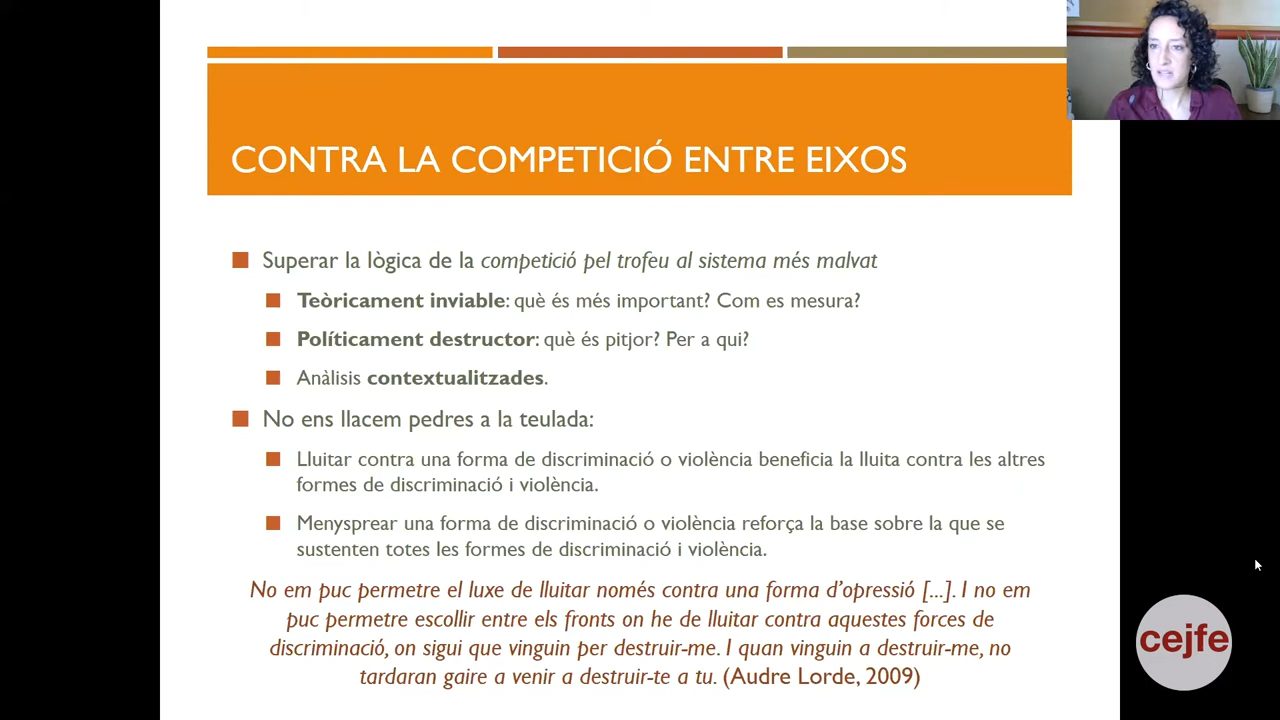 CONTRA LA COMPETICIÓ ENTRE EIXOS
Superar la lògica de la competició pel trofeu al sistema més malvat
Teòricament inviable: què és més important? Com es mesura?
Políticament destructor: què és pitjor? Per a qui?
Anàlisis contextualitzades.
No ens llacem pedres a la teulada:
Lluitar contra una forma de discriminació o violència beneficia la lluita contra les altres
formes de discriminació i violència.
Menysprear una forma de discriminació o violència reforça la base sobre la que se
sustenten totes les formes de discriminació i violència.
No em puc permetre el luxe de lluitar només contra una forma d'opressió [...]. I no em
puc permetre escollir entre els fronts on he de lluitar contra aquestes forces de
discriminació, on sigui que vinguin per destruir-me. I quan vinguin a destruir-me, no
tardaran gaire a venir a destruir-te a tu. (Audre Lorde, 2009)
cejfe